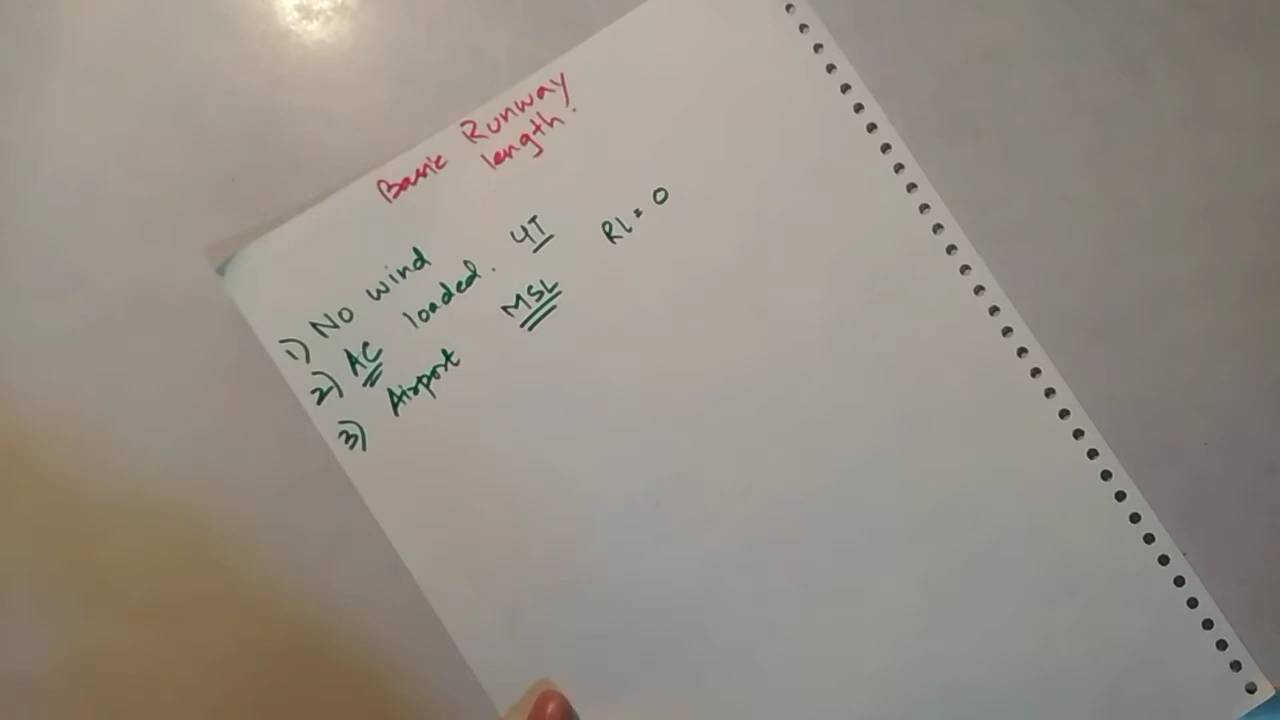 Basic Runway
length.
1) No wind
2) AC loaded. 4T
3) Airport MSL RL = 0